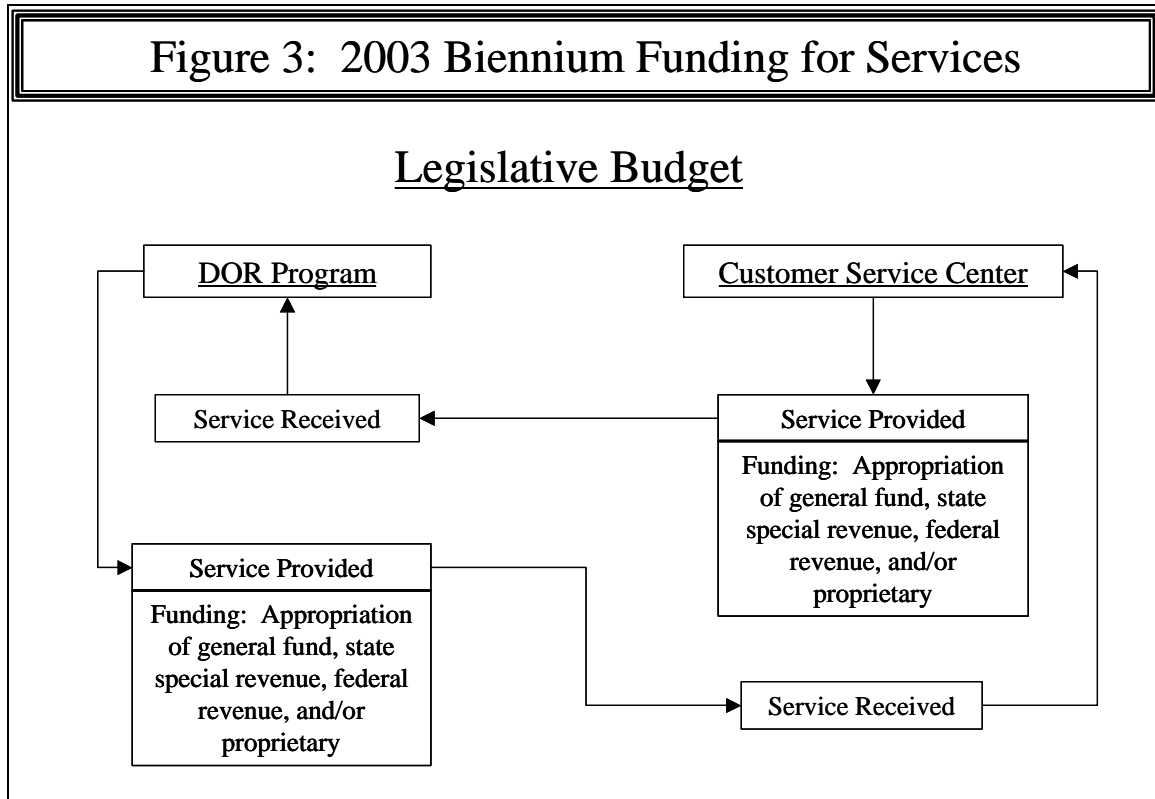 Figure 3:  2003 Biennium Funding for Services
Legislative Budget
DOR Program
Customer Service Center
Service Received
Service Provided
Funding:  Appropriation
of general fund, state
special revenue, federal
revenue, and/or
proprietary
Service Provided
Funding:  Appropriation
of general fund, state
special revenue, federal
revenue, and/or
proprietary
Service Received